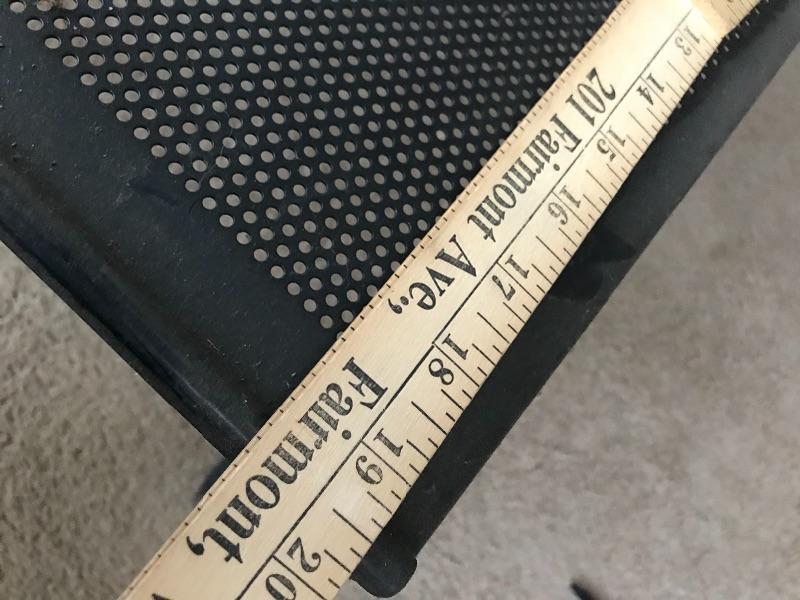 201 Fairmont Ave., Fairmont,
13 14 15 16 17 18 19 20